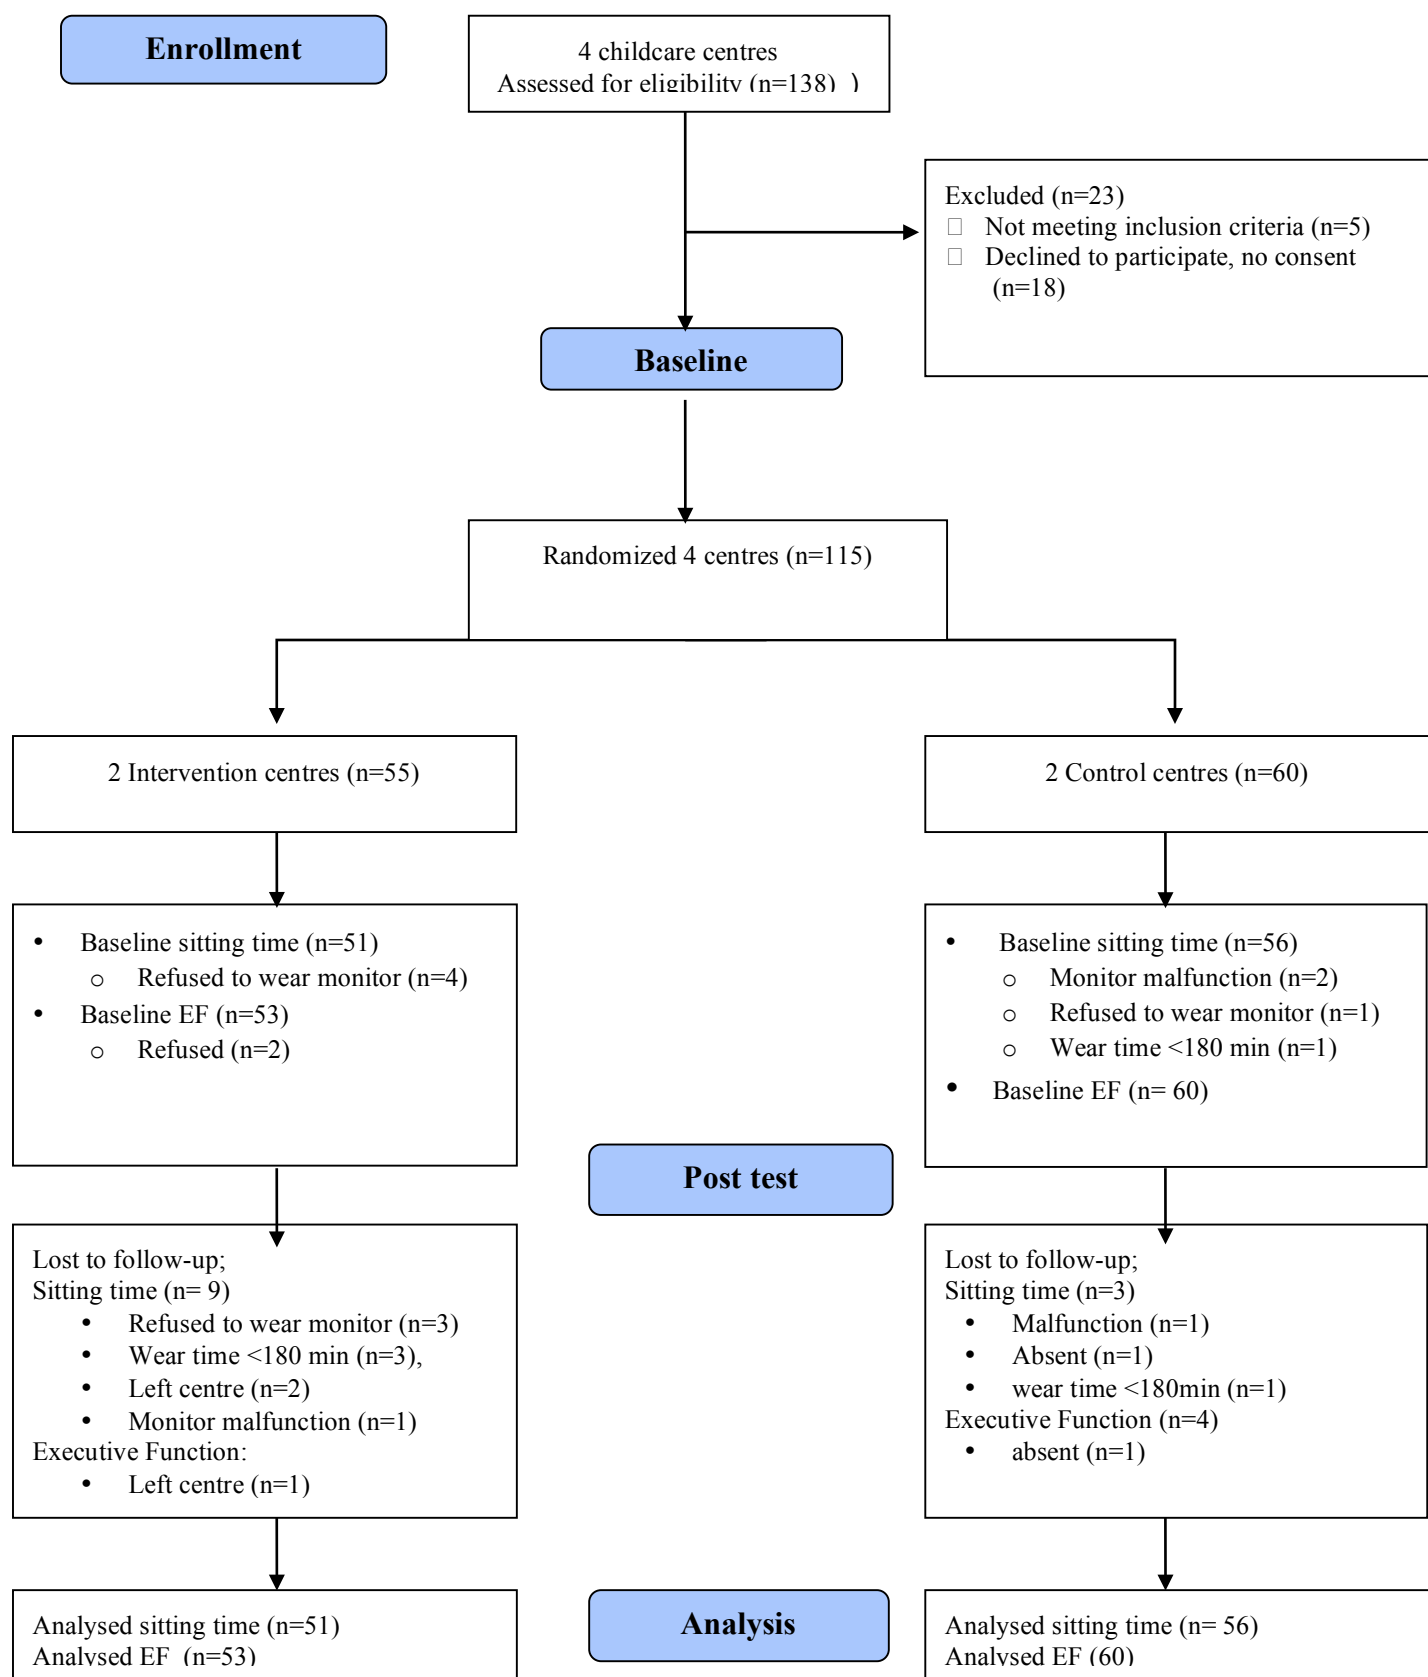 Enrollment
4 childcare centres
Assessed for eligibility (n=138) )
Excluded (n=23)
□ Not meeting inclusion criteria (n=5)
□ Declined to participate, no consent
(n=18)
Baseline
Randomized 4 centres (n=115)
2 Intervention centres (n=55)
2 Control centres (n=60)
• Baseline sitting time (n=51)
o Refused to wear monitor (n=4)
• Baseline EF (n=53)
o Refused (n=2)
• Baseline sitting time (n=56)
o Monitor malfunction (n=2)
o Refused to wear monitor (n=1)
o Wear time <180 min (n=1)
• Baseline EF (n= 60)
Post test
Lost to follow-up;
Sitting time (n= 9)
• Refused to wear monitor (n=3)
• Wear time <180 min (n=3),
• Left centre (n=2)
• Monitor malfunction (n=1)
Executive Function:
• Left centre (n=1)
Lost to follow-up;
Sitting time (n=3)
• Malfunction (n=1)
• Absent (n=1)
• wear time <180min (n=1)
Executive Function (n=4)
• absent (n=1)
Analysis
Analysed sitting time (n=51)
Analysed EF (n=53)
Analysed sitting time (n= 56)
Analysed EF (60)